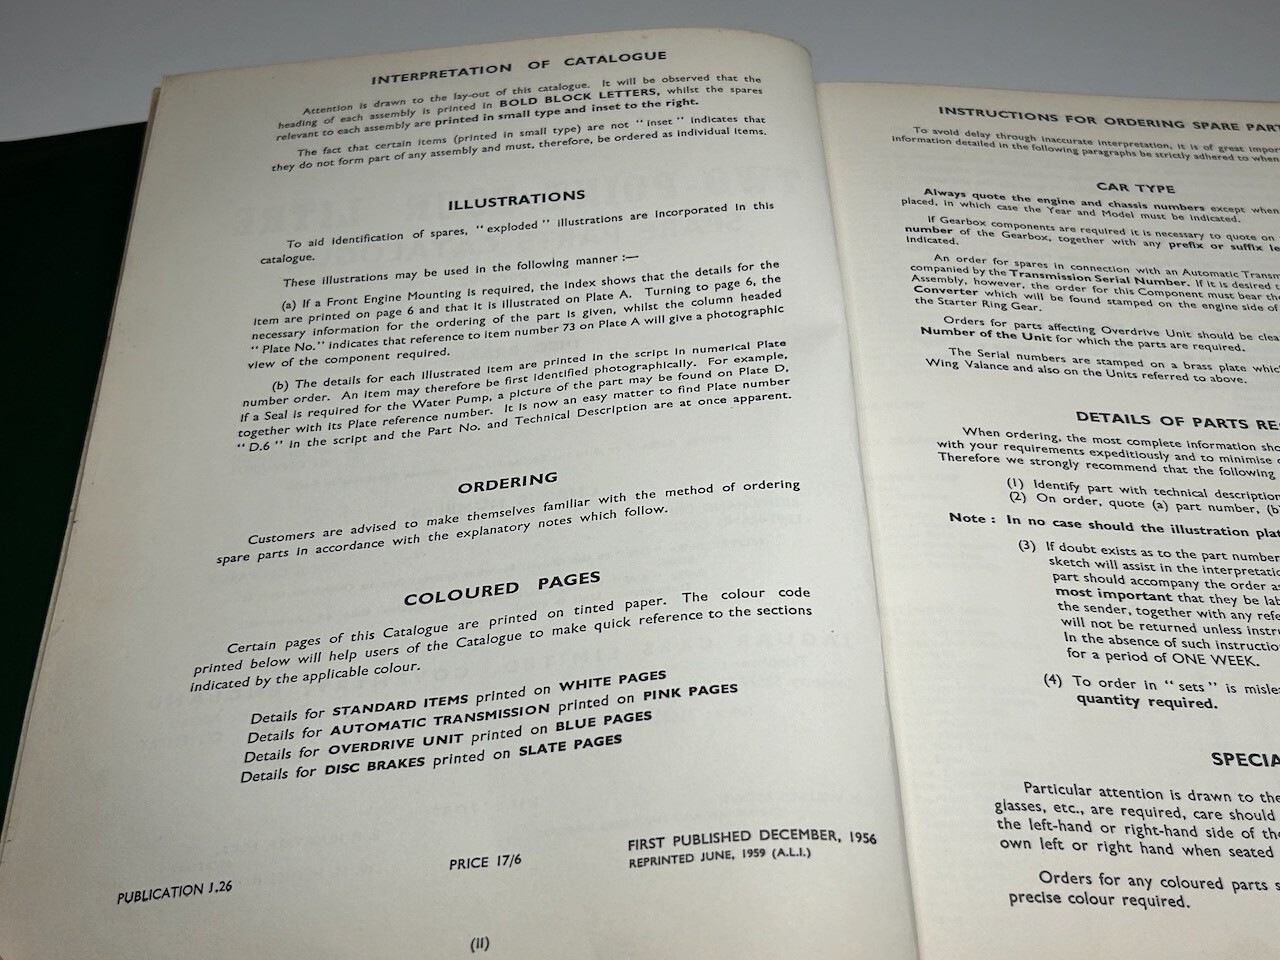 INTERPRETATION OF CATALOGUE
Attention is drawn to the lay-out of this catalogue. It will be observed that the
heading of each assembly is printed in BOLD BLOCK LETTERS, whilst the spares
relevant to each assembly are printed in small type and inset to the right.
The fact that certain items (printed in small type) are not "inset" indicates that
they do not form part of any assembly and must, therefore, be ordered as individual items.
ILLUSTRATIONS
To aid identification of spares, "exploded" illustrations are incorporated in this
catalogue.
These illustrations may be used in the following manner :—
(a) If a Front Engine Mounting is required, the Index shows that the details for the
item are printed on page 6 and that it is illustrated on Plate A. Turning to page 6, the
necessary information for the ordering of the part is given, whilst the column headed
"Plate No." indicates that reference to item number 73 on Plate A will give a photographic
view of the component required.
(b) The details for each illustrated item are printed in the script in numerical Plate
number order. An item may therefore be first identified photographically. For example,
if a Seal is required for the Water Pump, a picture of the part may be found on Plate D,
together with its Plate reference number. It is now an easy matter to find Plate number
"D.6" in the script and the Part No. and Technical Description are at once apparent.
ORDERING
Customers are advised to make themselves familiar with the method of ordering
spare parts in accordance with the explanatory notes which follow.
COLOURED PAGES
Certain pages of this Catalogue are printed on tinted paper. The colour code
printed below will help users of the Catalogue to make quick reference to the sections
indicated by the applicable colour.
Details for STANDARD ITEMS printed on WHITE PAGES
Details for AUTOMATIC TRANSMISSION printed on PINK PAGES
Details for OVERDRIVE UNIT printed on BLUE PAGES
Details for DISC BRAKES printed on SLATE PAGES
PUBLICATION J.26
PRICE 17/6
FIRST PUBLISHED DECEMBER, 1956
REPRINTED JUNE, 1959 (A.L.I.)
(II)
INSTRUCTIONS FOR ORDERING SPARE PART
To avoid delay through inaccurate interpretation, it is of great impor
information detailed in the following paragraphs be strictly adhered to when
CAR TYPE
Always quote the engine and chassis numbers except when
placed, in which case the Year and Model must be indicated.
If Gearbox components are required it is necessary to quote on
number of the Gearbox, together with any prefix or suffix le
indicated.
An order for spares in connection with an Automatic Transm
companied by the Transmission Serial Number. If it is desired t
Assembly, however, the order for this Component must bear the
Converter which will be found stamped on the engine side of
the Starter Ring Gear.
Orders for parts affecting Overdrive Unit should be clea
Number of the Unit for which the parts are required.
The Serial numbers are stamped on a brass plate whic
Wing Valance and also on the Units referred to above.
DETAILS OF PARTS RE
When ordering, the most complete information sho
with your requirements expeditiously and to minimise
Therefore we strongly recommend that the following
(1) Identify part with technical description
(2) On order, quote (a) part number, (b
Note : In no case should the illustration plat
(3) If doubt exists as to the part number
sketch will assist in the interpretatio
part should accompany the order as
most important that they be lab
the sender, together with any refe
will not be returned unless instru
In the absence of such instructio
for a period of ONE WEEK.
(4) To order in "sets" is misle
quantity required.
SPECIA
Particular attention is drawn to the
glasses, etc., are required, care should
the left-hand or right-hand side of the
own left or right hand when seated
Orders for any coloured parts s
precise colour required.